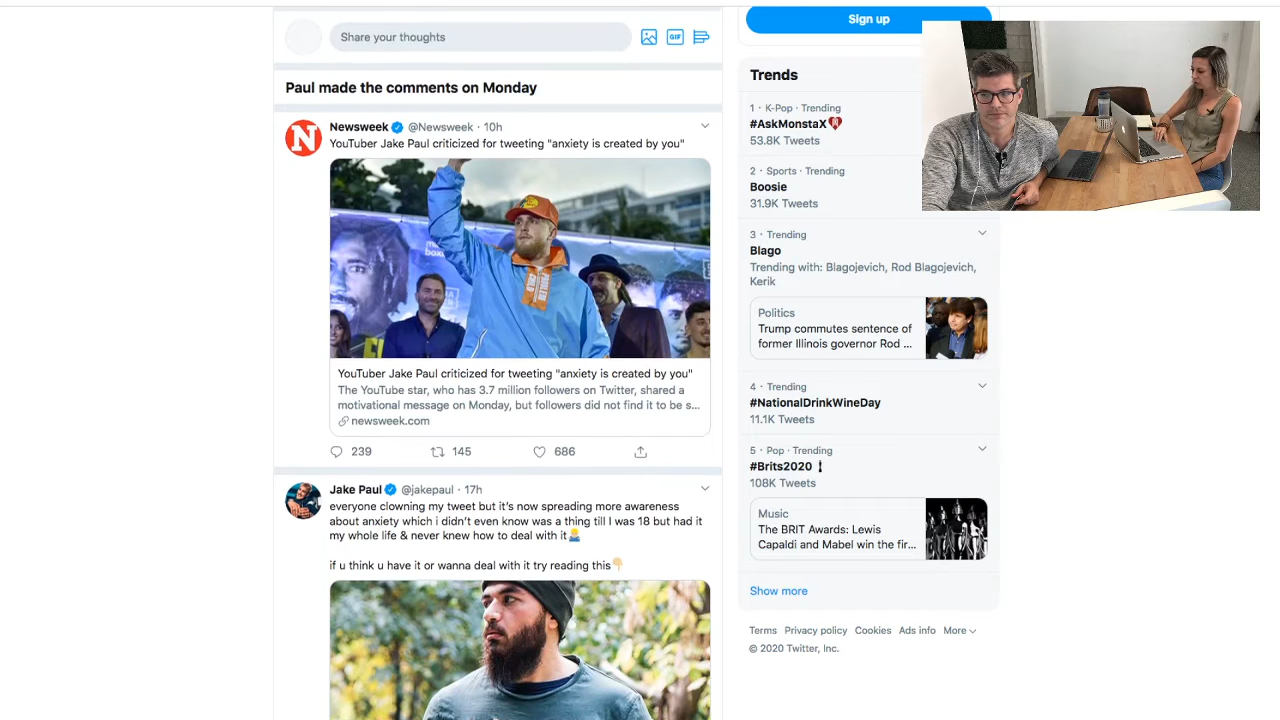 Share your thoughts
GIF
Paul made the comments on Monday
Newsweek @Newsweek · 10h
YouTuber Jake Paul criticized for tweeting "anxiety is created by you"
N
YouTuber Jake Paul criticized for tweeting "anxiety is created by you"
The YouTube star, who has 3.7 million followers on Twitter, shared a
motivational message on Monday, but followers did not find it to be s...
newsweek.com
239 145 686
Jake Paul @jakepaul · 17h
everyone clowning my tweet but it's now spreading more awareness
about anxiety which i didn't even know was a thing till I was 18 but had it
my whole life & never knew how to deal with it🤷🏼‍♂️
if u think u have it or wanna deal with it try reading this👇🏼
Sign up
Trends
1 · K-Pop · Trending
#AskMonstaX
53.8K Tweets
2 · Sports · Trending
Boosie
31.9K Tweets
3 · Trending
Blago
Trending with: Blagojevich, Rod Blagojevich,
Kerik
Politics
Trump commutes sentence of
former Illinois governor Rod ...
4 · Trending
#NationalDrinkWineDay
11.1K Tweets
5 · Pop · Trending
#Brits2020
108K Tweets
Music
The BRIT Awards: Lewis
Capaldi and Mabel win the fir...
Show more
Terms Privacy policy Cookies Ads info More
© 2020 Twitter, Inc.